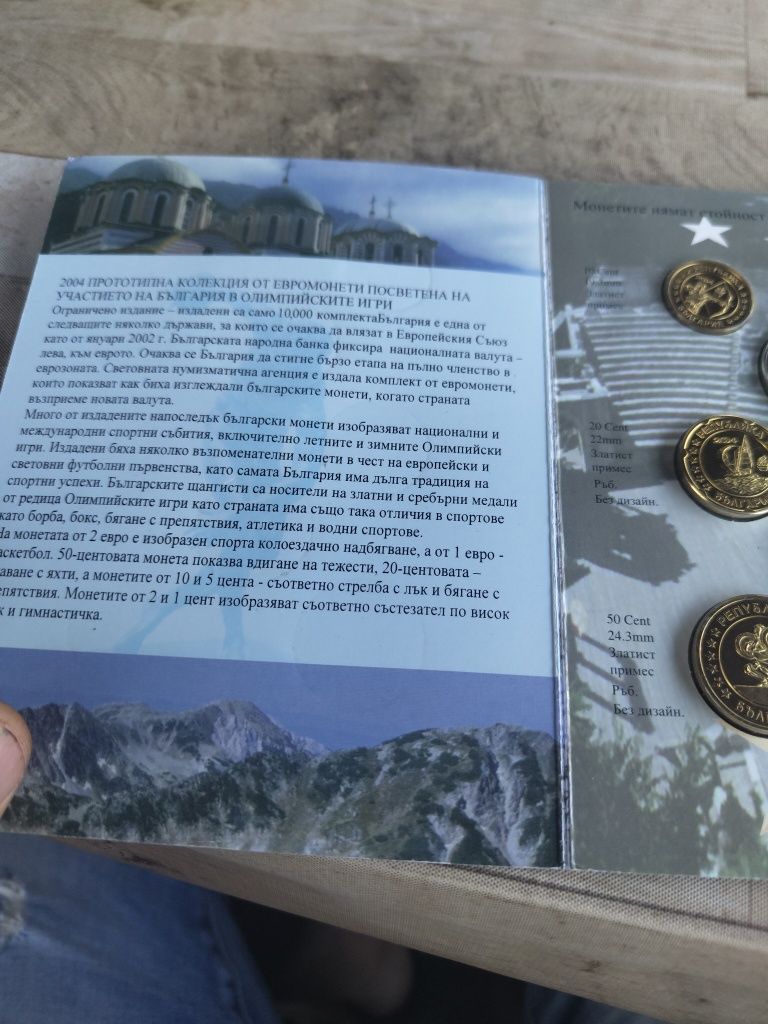 2004 ПРОТОТИПНА КОЛЕКЦИЯ ОТ ЕВРОМОНЕТИ ПОСВЕТЕНА НА
УЧАСТИЕТО НА БЪЛГАРИЯ В ОЛИМПИЙСКИТЕ ИГРИ
Ограничено издание – издадени са само 10,000 комплектаБългария е една от
следващите няколко държави, за които се очаква да влязат в Европейския Съюз
като от януари 2002 г. Българската народна банка фиксира националната валута –
лева, към еврото. Очаква се България да стигне бързо етапа на пълно членство в
еврозоната. Световната нумизматична агенция е издала комплект от евромонети,
които показват как биха изглеждали българските монети, когато страната
възприеме новата валута.
Много от издадените напоследък български монети изобразяват национални и
международни спортни събития, включително летните и зимните Олимпийски
игри. Издадени бяха няколко възпоменателни монети в чест на европейски и
световни футболни първенства, като самата България има дълга традиция на
спортни успехи. Българските щангисти са носители на златни и сребърни медали
от редица Олимпийските игри като страната има също така отличия в спортове
като борба, бокс, бягане с препятствия, атлетика и водни спортове.
На монетата от 2 евро е изобразен спорта колоездачно надбягване, а от 1 евро -
аскетбол. 50-центовата монета показва вдигане на тежести, 20-центовата –
аване с яхти, а монетите от 10 и 5 цента - съответно стрелба с лък и бягане с
епятствия. Монетите от 2 и 1 цент изобразяват съответно състезател по висок
к и гимнастичка.
Монетите нямат стойност
Златист
примес
20 Cent
22mm
Златист
примес
Ръб.
Без дизайн.
РЕПУБЛИКА
2004
БЪЛГАРИЯ
50 Cent
24.3mm
Златист
примес
Ръб.
Без дизайн.
РЕПУБЛ
БЪЛГ